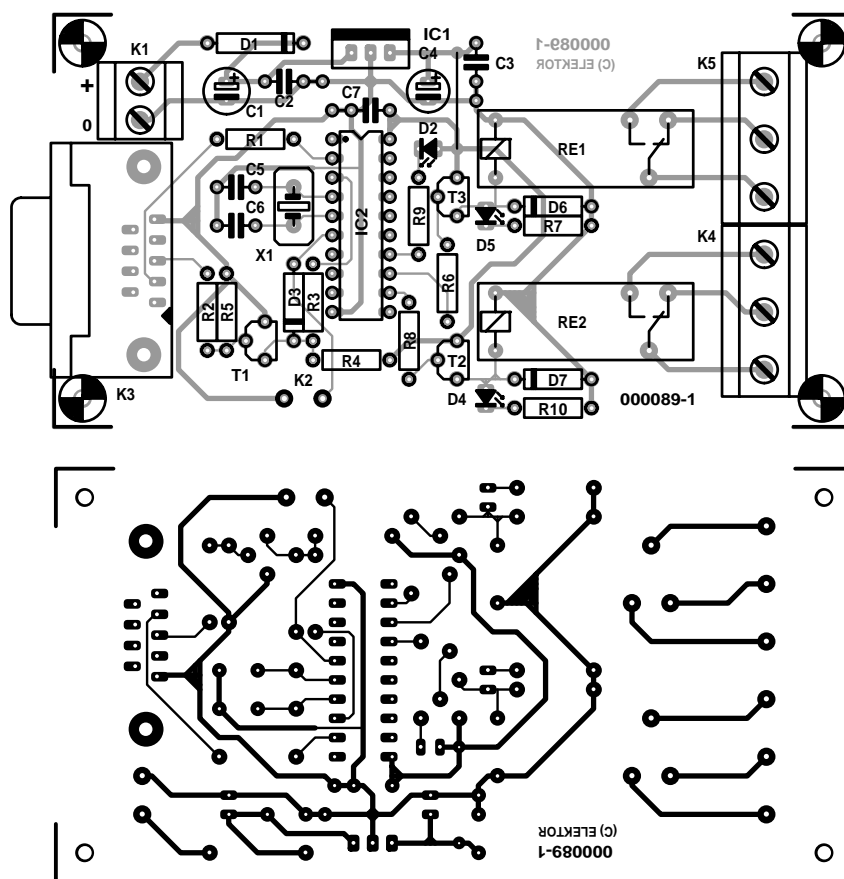 K1
D1
IC1
000089-1
(C) ELEKTOR
C4
C3
K5
+
C1
C2
C7
0
R1
D2
RE1
C5
T3
C6
IC2
R9
D6
D5
R7
K4
X1
R6
R2
R5
D3
R3
RE2
R8
T1
R4
T2
K2
D7
K3
D4
R10
000089-1
(C) ELEKTOR
000089-1